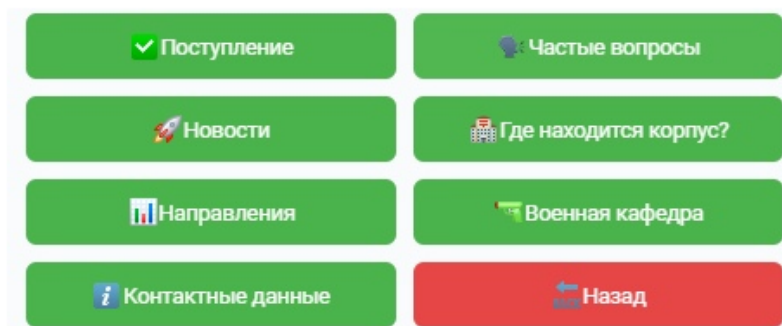 ✅ Поступление
🗣 Частые вопросы
🚀 Новости
🏩 Где находится корпус?
📊 Направления
🔫 Военная кафедра
ℹ️ Контактные данные
🔙 Назад